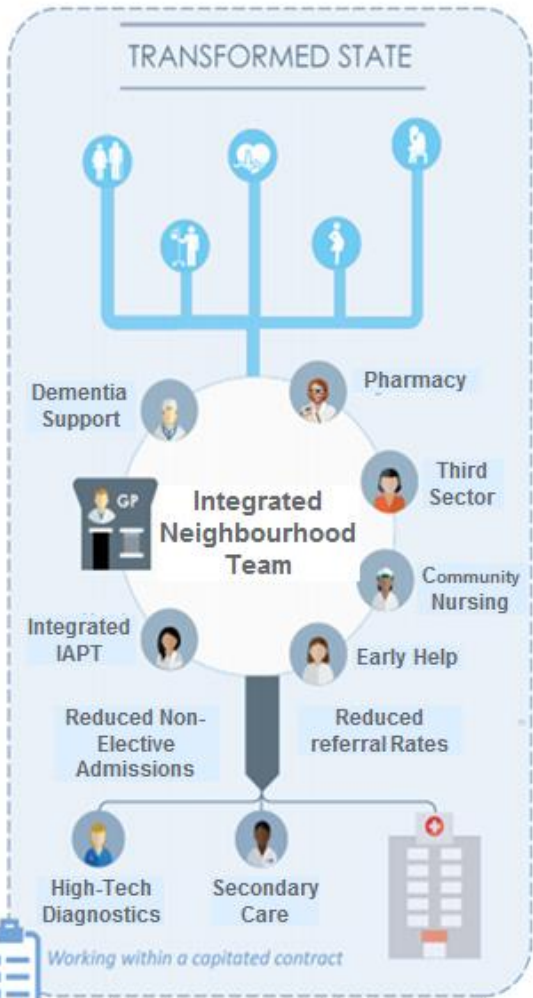 TRANSFORMED STATE
Dementia
Support
Pharmacy
Third
Sector
GP
Integrated
Neighbourhood
Team
Community
Nursing
Integrated
IAPT
Early Help
Reduced Non-
Elective
Admissions
Reduced
referral Rates
High-Tech
Diagnostics
Secondary
Care
Working within a capitated contract